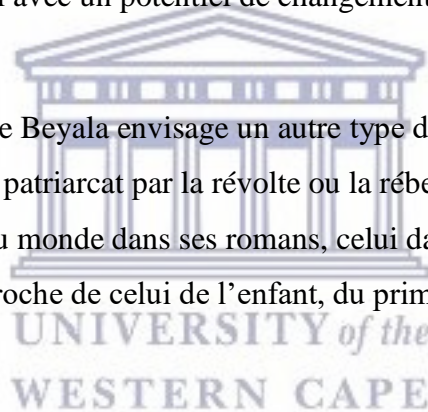 avec un potentiel de changement
e Beyala envisage un autre type d
patriarcat par la révolte ou la rébe
u monde dans ses romans, celui da
roche de celui de l'enfant, du prim
UNIVERSITY of the
WESTERN CAPE